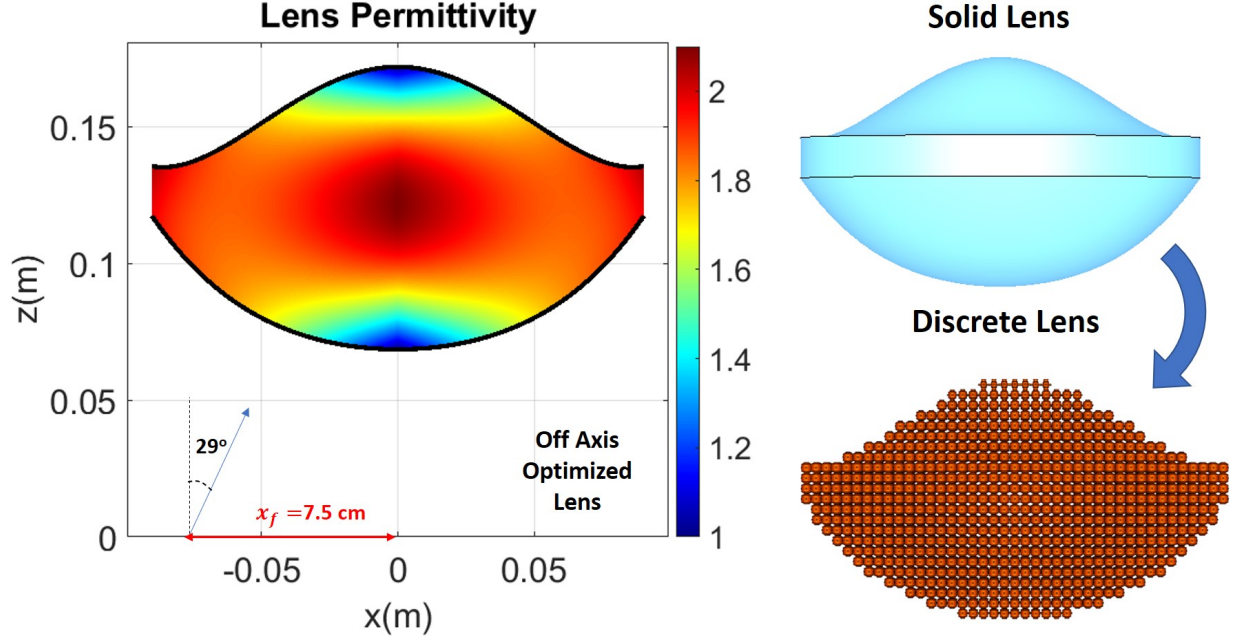 Lens Permittivity
z(m)
0.15
0.1
0.05
0
-0.05
0
0.05
x(m)
29º
x_f =7.5 cm
Off Axis
Optimized
Lens
2
1.8
1.6
1.4
1.2
1
Solid Lens
Discrete Lens